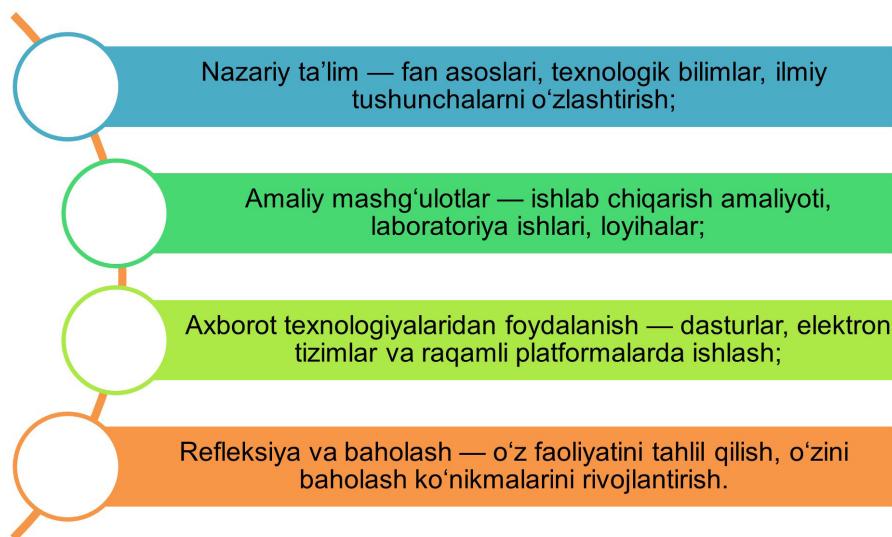 Nazariy ta’lim — fan asoslari, texnologik bilimlar, ilmiy
tushunchalarni o‘zlashtirish;
Amaliy mashg‘ulotlar — ishlab chiqarish amaliyoti,
laboratoriya ishlari, loyihalar;
Axborot texnologiyalaridan foydalanish — dasturlar, elektron
tizimlar va raqamli platformalarda ishlash;
Refleksiya va baholash — o‘z faoliyatini tahlil qilish, o‘zini
baholash ko‘nikmalarini rivojlantirish.